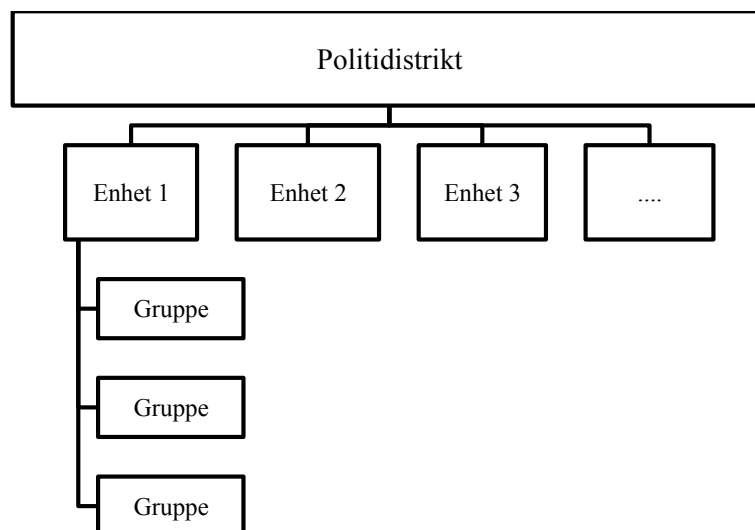 Politidistrikt
Enhet 1
Enhet 2
Enhet 3
....
Gruppe
Gruppe
Gruppe